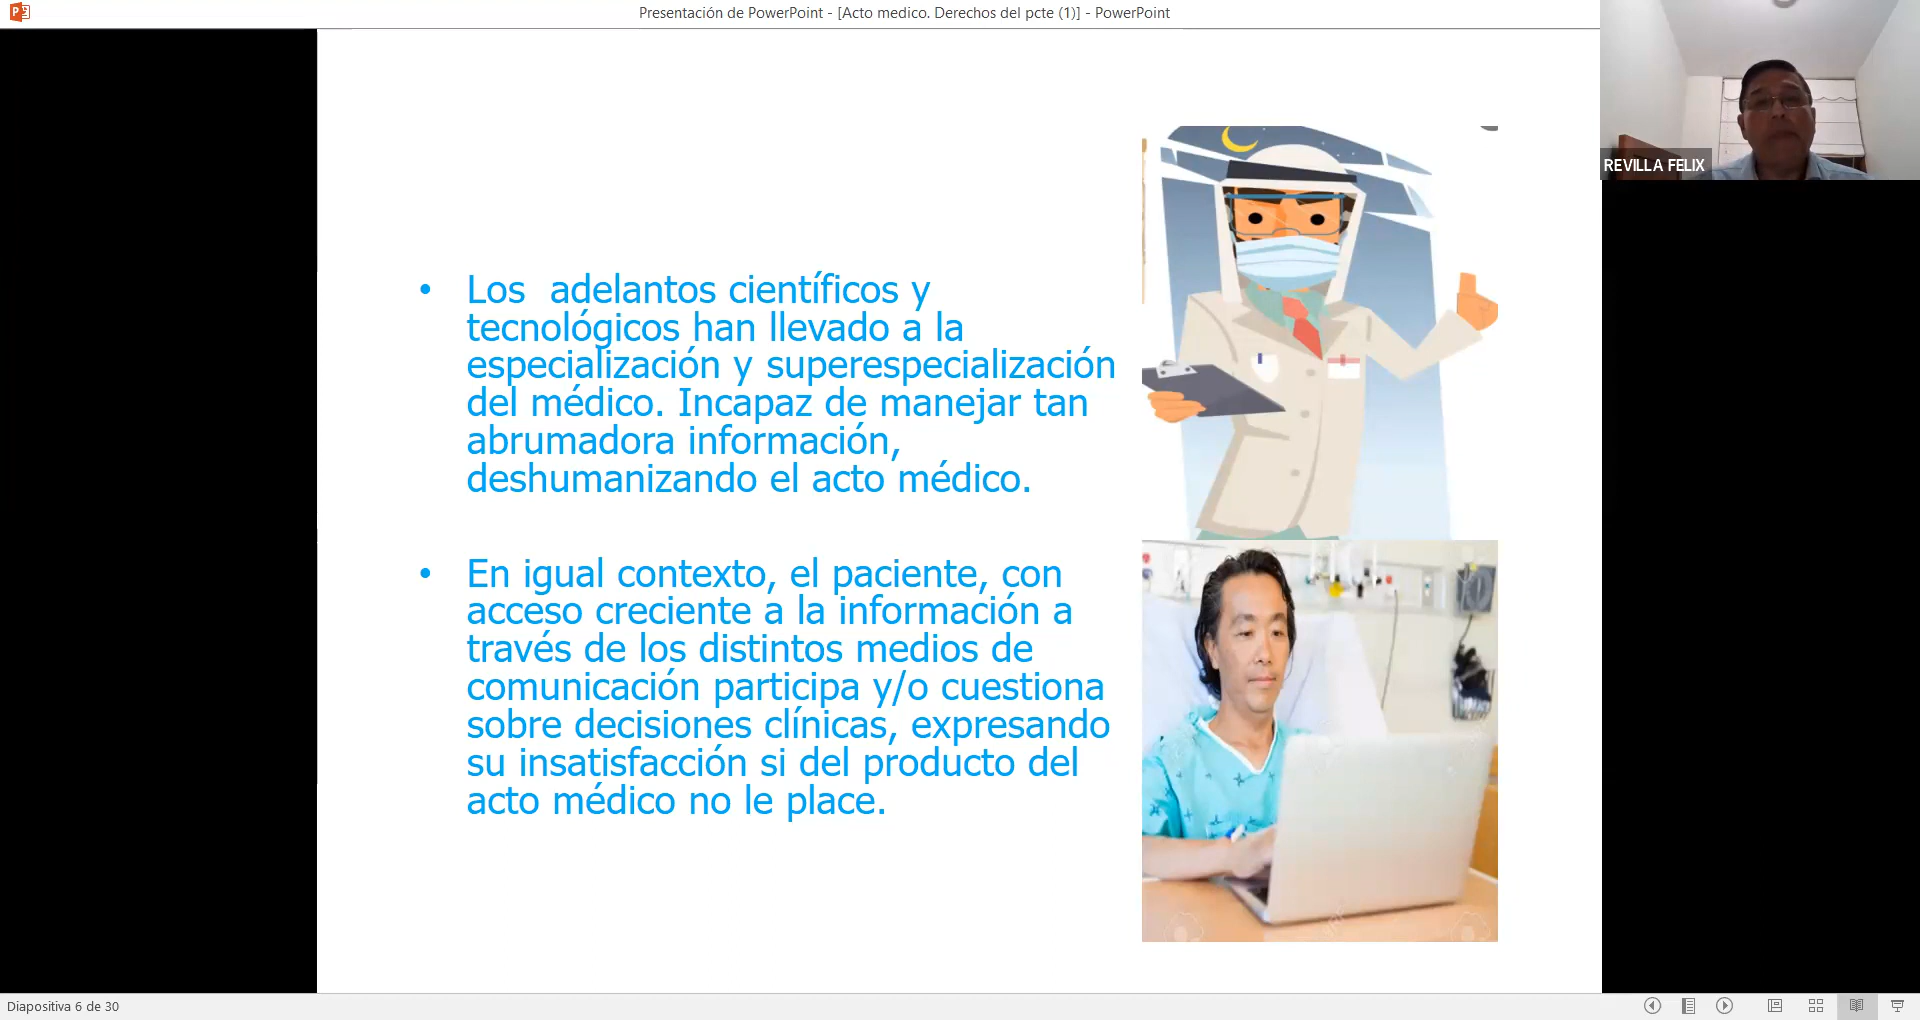 Presentación de PowerPoint - [Acto medico. Derechos del pcte (1)] - PowerPoint
REVILLA FELIX
• Los  adelantos científicos y
tecnológicos han llevado a la
especialización y superespecialización
del médico. Incapaz de manejar tan
abrumadora información,
deshumanizando el acto médico.
• En igual contexto, el paciente, con
acceso creciente a la información a
través de los distintos medios de
comunicación participa y/o cuestiona
sobre decisiones clínicas, expresando
su insatisfacción si del producto del
acto médico no le place.
Diapositiva 6 de 30